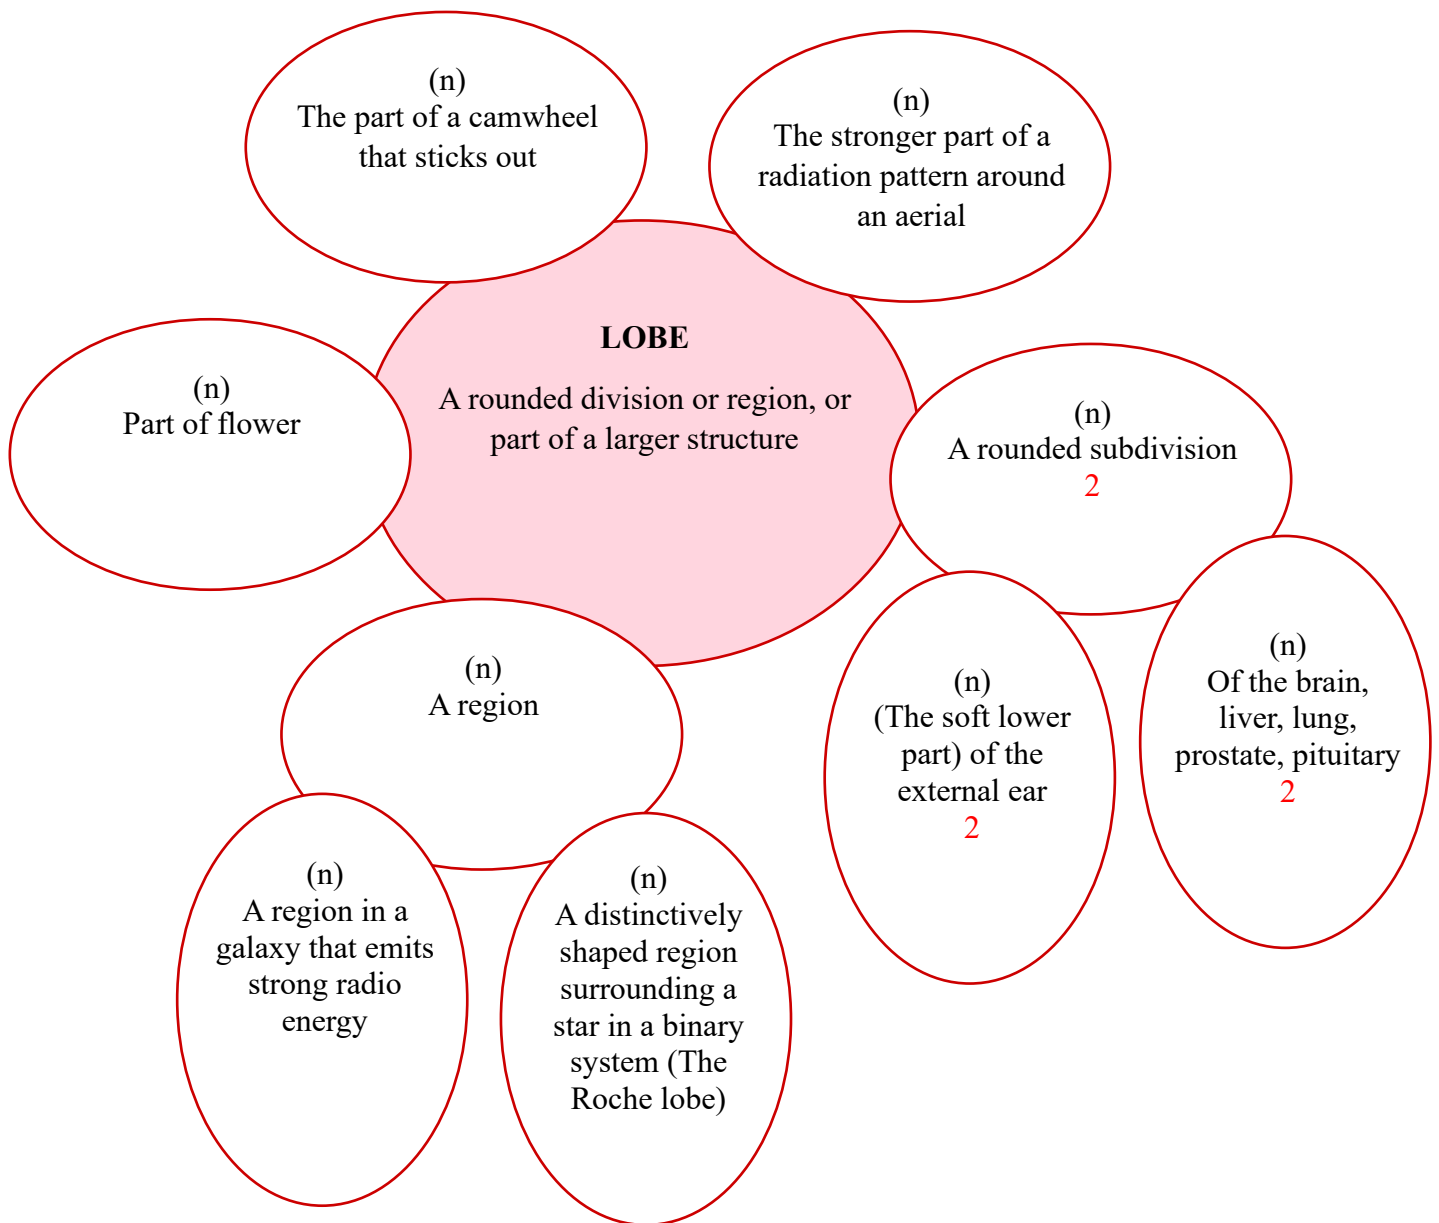 (n)
The part of a camwheel
that sticks out
(n)
The stronger part of a
radiation pattern around
an aerial
LOBE
A rounded division or region, or
part of a larger structure
(n)
Part of flower
(n)
A rounded subdivision
2
(n)
A region
(n)
(The soft lower
part) of the
external ear
2
(n)
Of the brain,
liver, lung,
prostate, pituitary
2
(n)
A region in a
galaxy that emits
strong radio
energy
(n)
A distinctively
shaped region
surrounding a
star in a binary
system (The
Roche lobe)